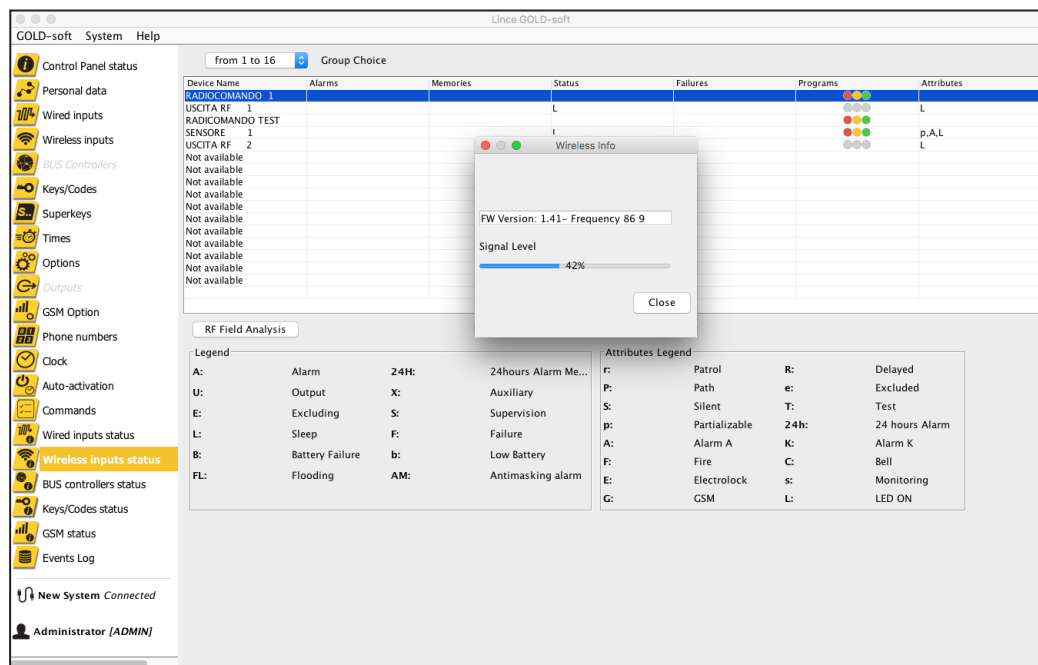 Lince GOLD-soft
GOLD-soft System Help
Control Panel status
Personal data
Wired inputs
Wireless inputs
BUS Controllers
Keys/Codes
Superkeys
Times
Options
Outputs
GSM Option
Phone numbers
Clock
Auto-activation
Commands
Wired inputs status
Wireless inputs status
BUS controllers status
Keys/Codes status
GSM status
Events Log
New System Connected
Administrator [ADMIN]
from 1 to 16 Group Choice
Device Name Alarms Memories Status Failures Programs Attributes
RADIOCOMANDO 1
USCITA RF 1 L L
RADICOMANDO TEST
SENSORE 1 L p,A,L
USCITA RF 2 L
Not available
Not available
Not available
Not available
Not available
Not available
Not available
Not available
Not available
Not available
Not available
Wireless Info
FW Version: 1.41- Frequency 86 9
Signal Level
42%
Close
RF Field Analysis
Legend
A: Alarm 24H: 24hours Alarm Me...
U: Output X: Auxiliary
E: Excluding S: Supervision
L: Sleep F: Failure
B: Battery Failure b: Low Battery
FL: Flooding AM: Antimasking alarm
Attributes Legend
r: Patrol R: Delayed
P: Path e: Excluded
S: Silent T: Test
p: Partializable 24h: 24 hours Alarm
A: Alarm A K: Alarm K
F: Fire C: Bell
E: Electrolock s: Monitoring
G: GSM L: LED ON